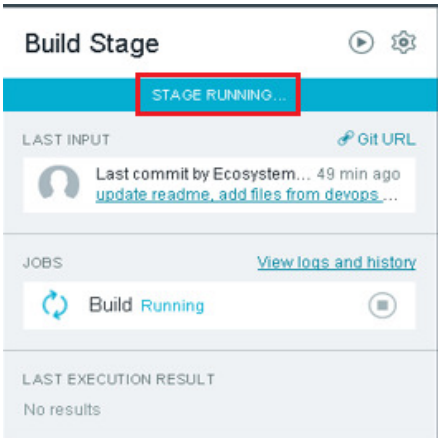 Build Stage
STAGE RUNNING...
LAST INPUT
Git URL
Last commit by Ecosystem... 49 min ago
update readme, add files from devops ...
JOBS
View logs and history
Build Running
LAST EXECUTION RESULT
No results